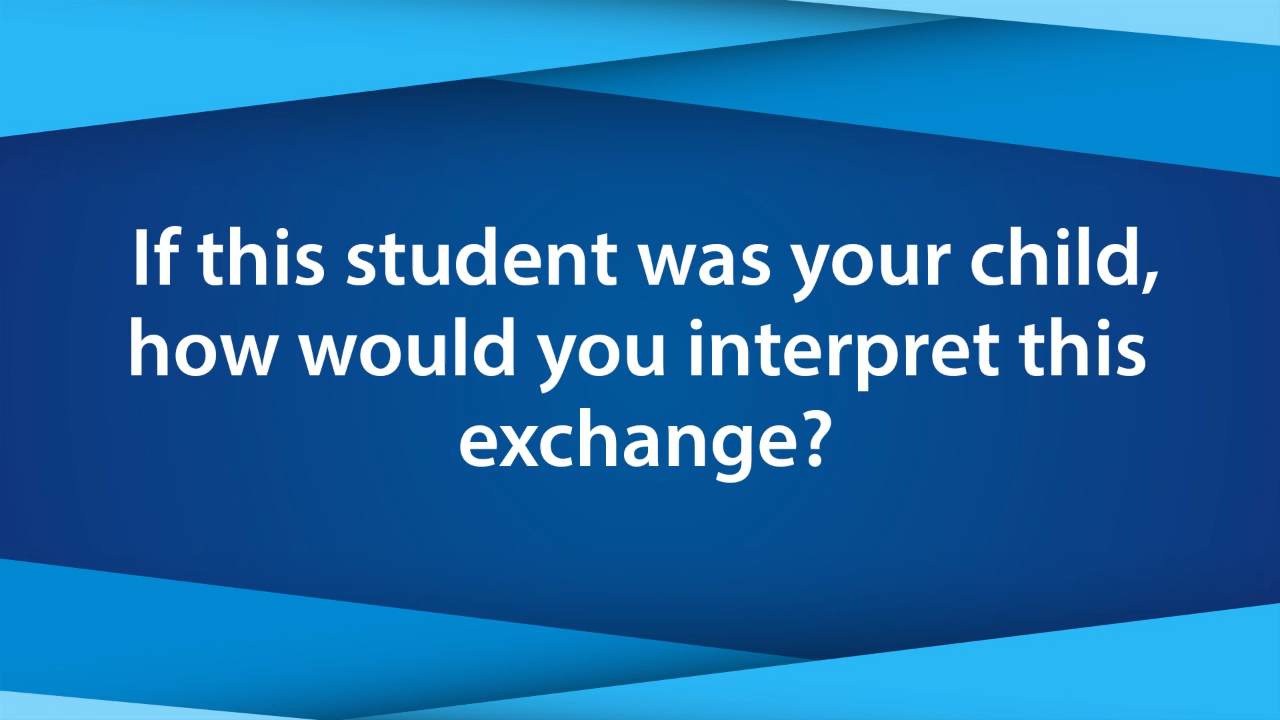 If this student was your child,
how would you interpret this
exchange?